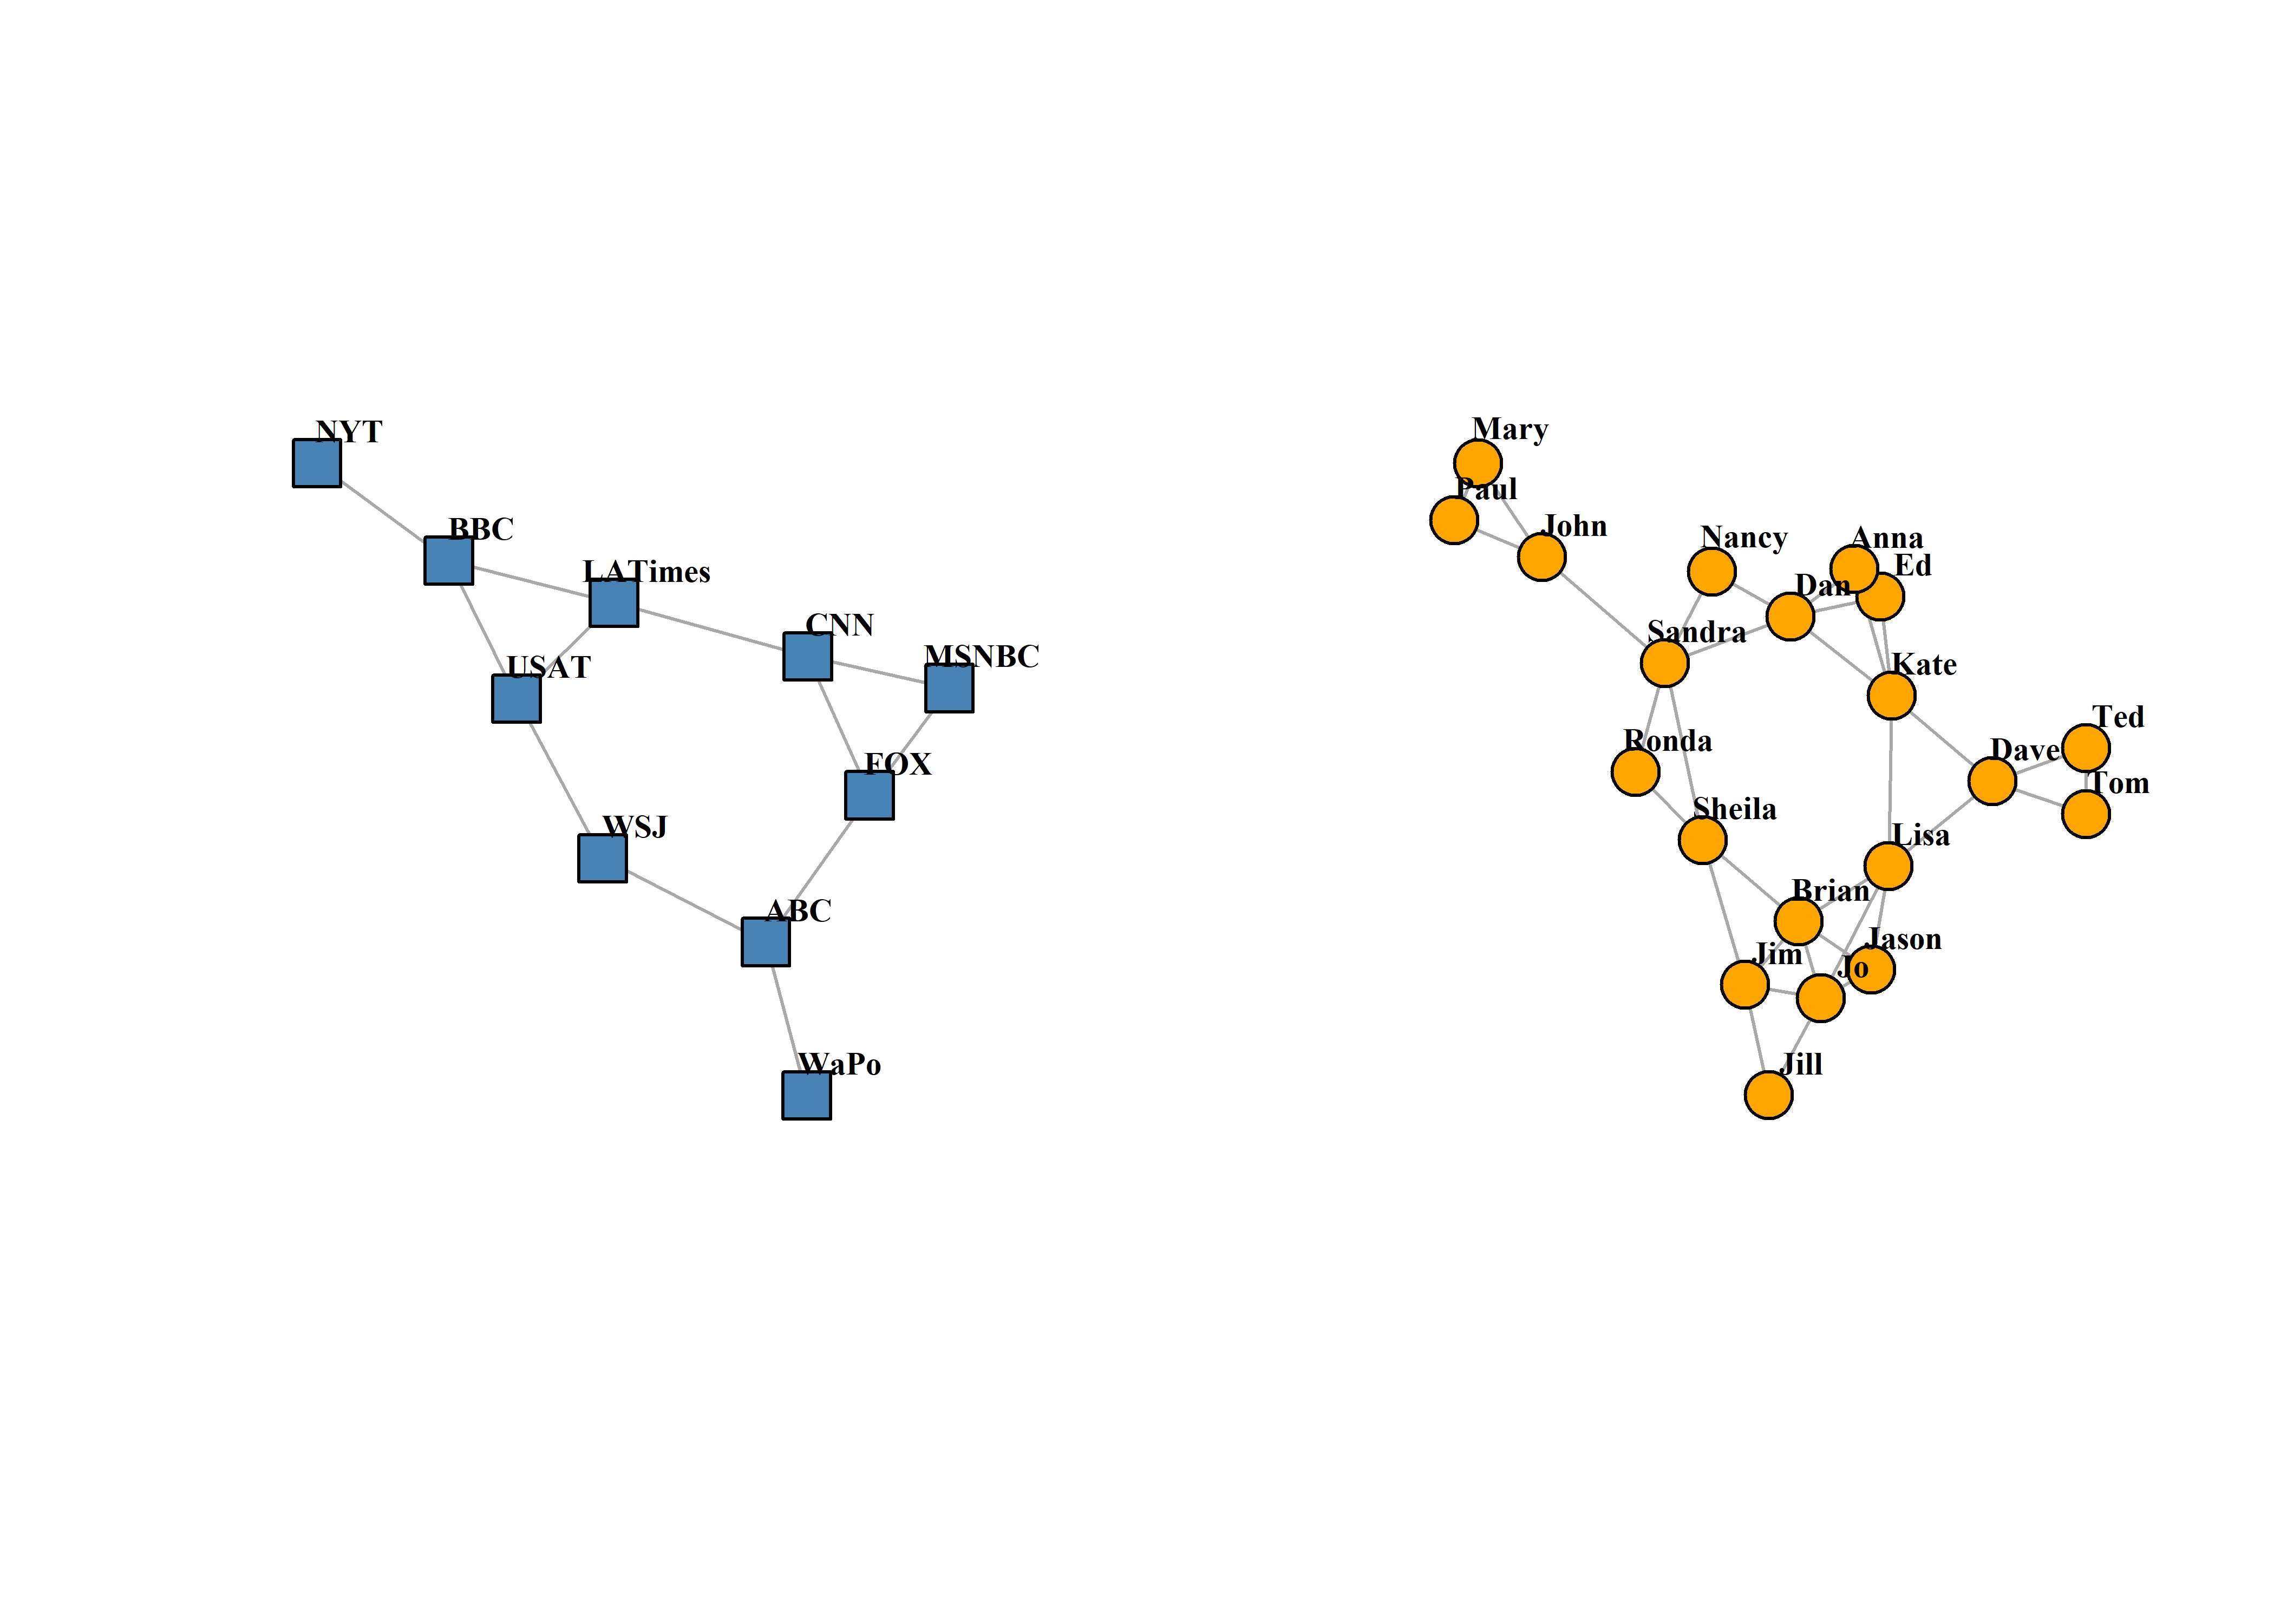 NYT
BBC
LATimes
CNN
MSNBC
USAT
FOX
WSJ
ABC
WaPo
Mary
Paul
John
Nancy
Anna
Ed
Dan
Sandra
Kate
Ted
Ronda
Dave
Tom
Sheila
Lisa
Brian
Jason
Jim
Jo
Jill